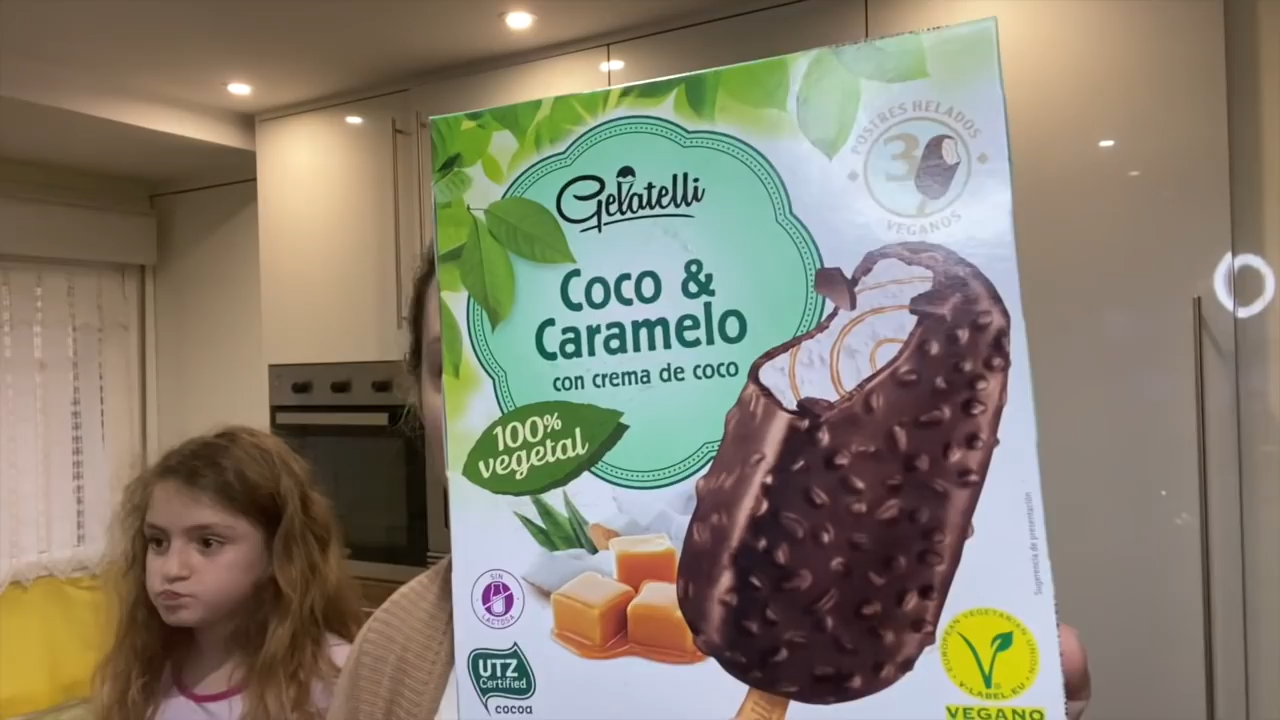 POSTRES HELADOS
3
VEGANOS
Gelatelli
Coco &
Caramelo
con crema de coco
100%
vegetal
Sugerencia de presentación
SIN
LACTOSA
UTZ
Certified
cocoa
EUROPEAN VEGETARIAN UNION
V-LABEL.EU
VEGANO